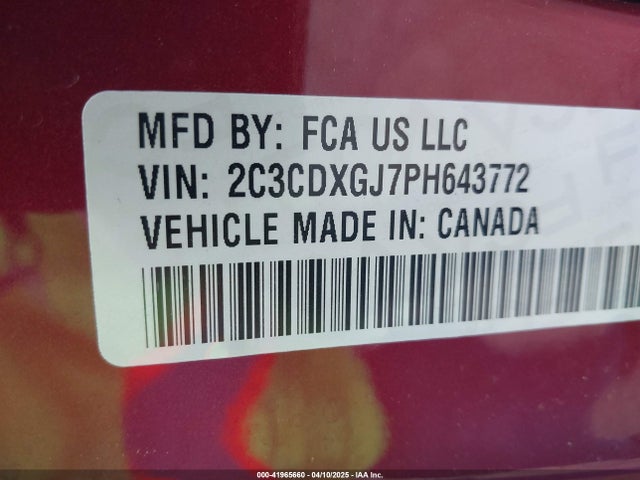 MFD BY: FCA US LLC
VIN: 2C3CDXGJ7PH643772
VEHICLE MADE IN: CANADA
000-41965660 - 04/10/2025 - IAA Inc.